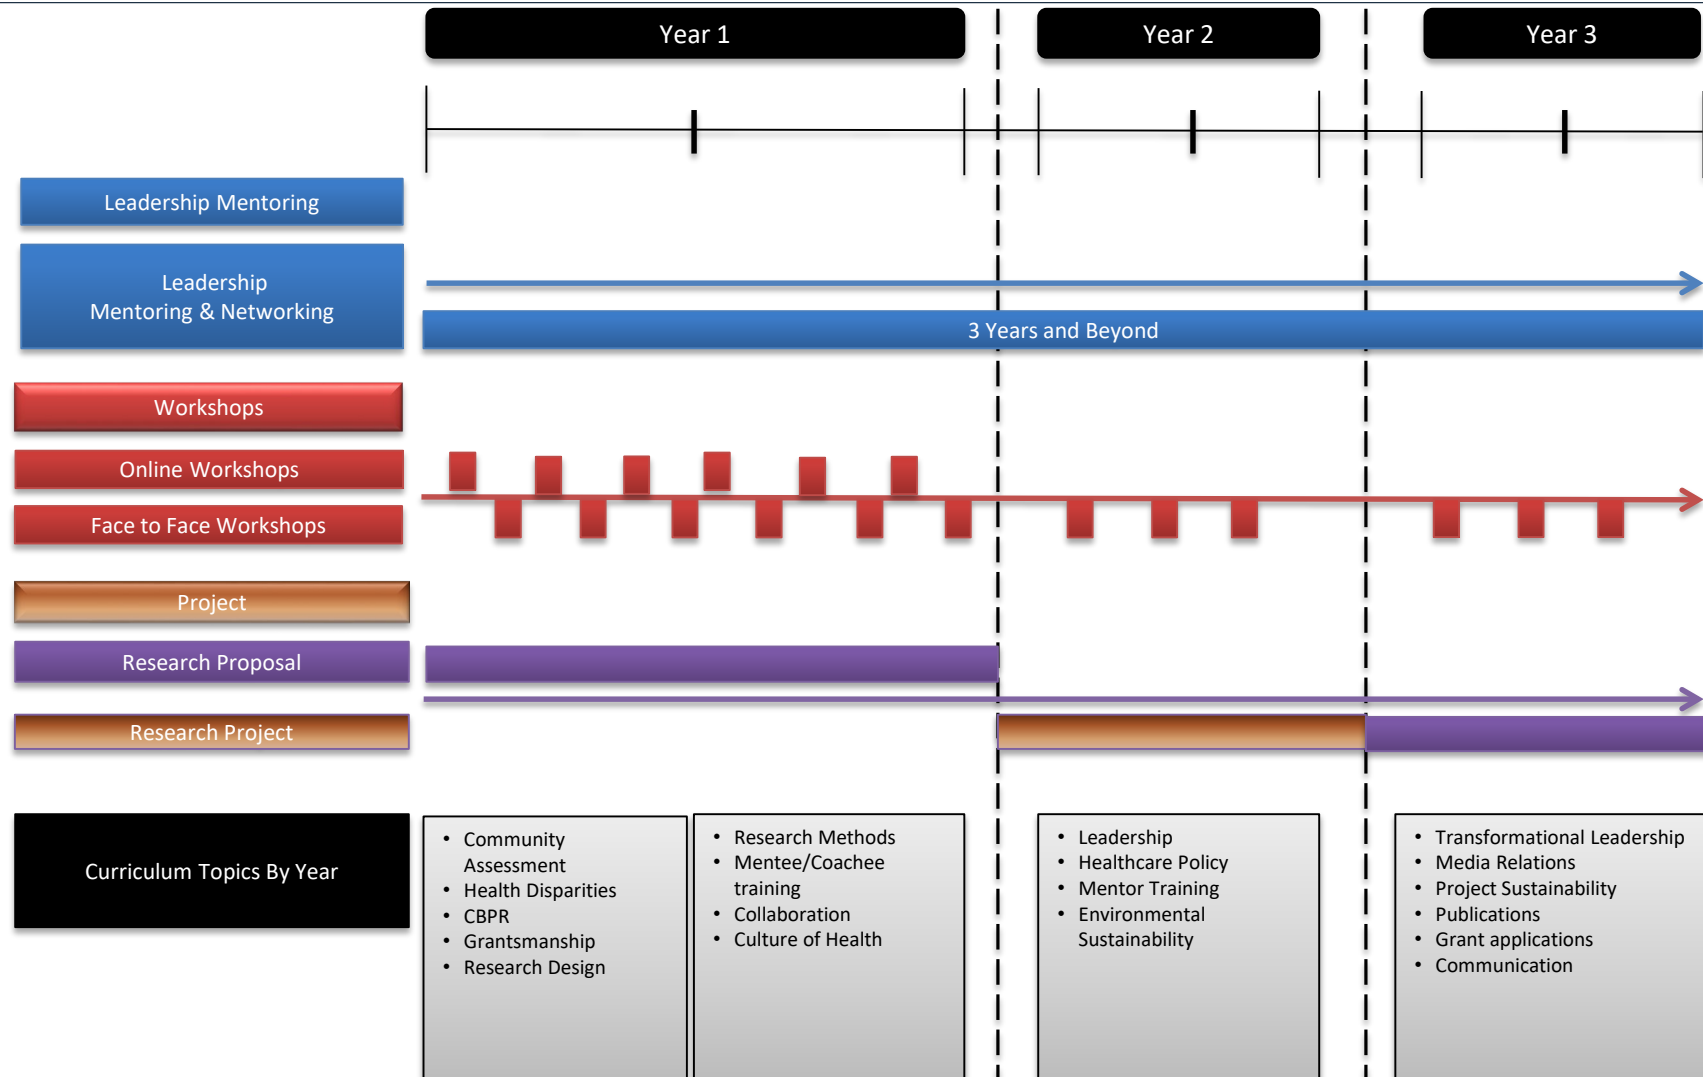 Year 1
Year 2
Year 3
Leadership Mentoring
Leadership
Mentoring & Networking
3 Years and Beyond
Workshops
Online Workshops
Face to Face Workshops
Project
Research Proposal
Research Project
Curriculum Topics By Year
• Community
Assessment
• Health Disparities
• CBPR
• Grantsmanship
• Research Design
• Research Methods
• Mentee/Coachee
training
• Collaboration
• Culture of Health
• Leadership
• Healthcare Policy
• Mentor Training
• Environmental
Sustainability
• Transformational Leadership
• Media Relations
• Project Sustainability
• Publications
• Grant applications
• Communication